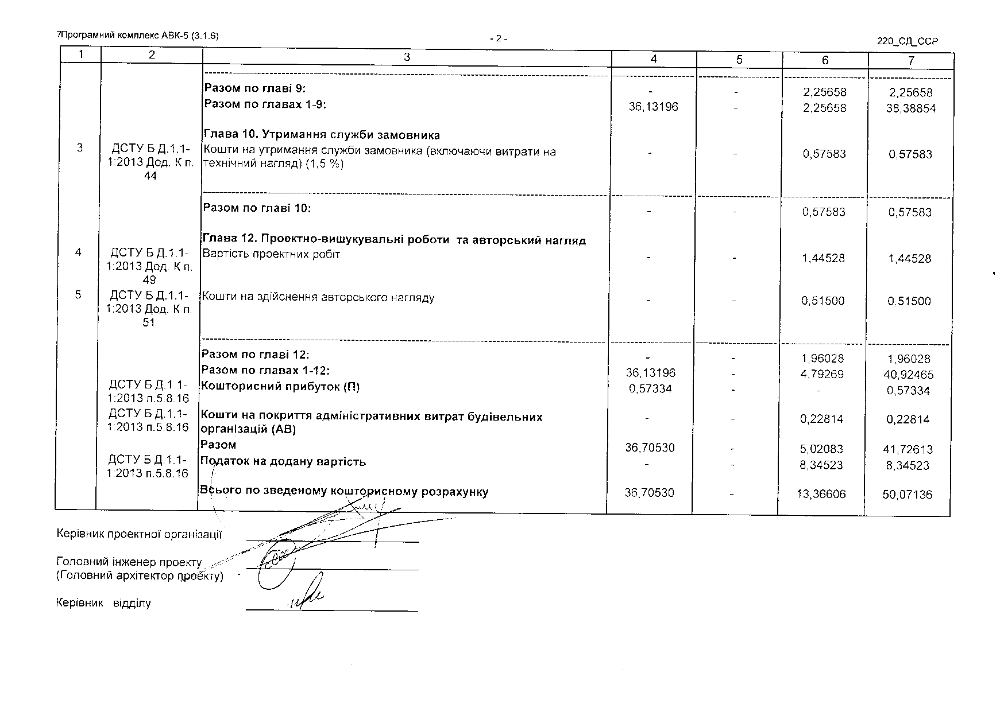 7Програмний комплекс АВК-5 (3.1.6)
- 2 -
220_СД_ССР
1 2 3 4 5 6 7
Разом по главі 9: - - 2,25658 2,25658
Разом по главах 1-9: 36,13196 - 2,25658 38,38854
Глава 10. Утримання служби замовника
3 ДСТУ Б Д.1.1- Кошти на утримання служби замовника (включаючи витрати на - - 0,57583 0,57583
1:2013 Дод. К п. технічний нагляд) (1,5 %)
44
Разом по главі 10: - - 0,57583 0,57583
Глава 12. Проектно-вишукувальні роботи та авторський нагляд
4 ДСТУ Б Д.1.1- Вартість проектних робіт - - 1,44528 1,44528
1:2013 Дод. К п.
49
5 ДСТУ Б Д.1.1- Кошти на здійснення авторського нагляду - - 0,51500 0,51500
1:2013 Дод. К п.
51
Разом по главі 12: - - 1,96028 1,96028
Разом по главах 1-12: 36,13196 - 4,79269 40,92465
ДСТУ Б Д.1.1- Кошторисний прибуток (П) 0,57334 - - 0,57334
1:2013 п.5.8.16
ДСТУ Б Д.1.1- Кошти на покриття адміністративних витрат будівельних - - 0,22814 0,22814
1:2013 п.5.8.16 організацій (АВ)
Разом 36,70530 - 5,02083 41,72613
ДСТУ Б Д.1.1- Податок на додану вартість - - 8,34523 8,34523
1:2013 п.5.8.16
Всього по зведеному кошторисному розрахунку 36,70530 - 13,36606 50,07136
Керівник проектної організації
Головний інженер проекту
(Головний архітектор проекту)
Керівник відділу